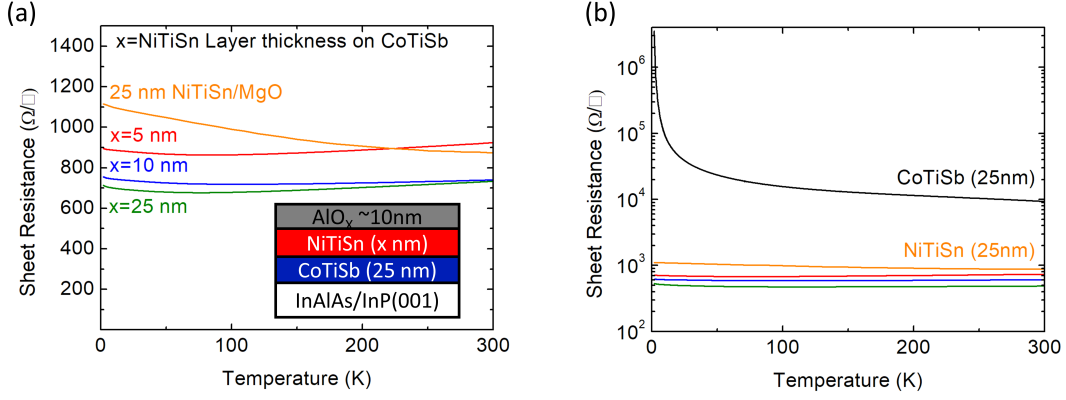 (a)
x=NiTiSn Layer thickness on CoTiSb
25 nm NiTiSn/MgO
x=5 nm
x=10 nm
x=25 nm
AlOₓ ~10nm
NiTiSn (x nm)
CoTiSb (25 nm)
InAlAs/InP(001)
Sheet Resistance (Ω/□)
1400
1200
1000
800
600
400
200
0
100
200
300
Temperature (K)
(b)
Sheet Resistance (Ω/□)
10⁶
10⁵
10⁴
10³
10²
CoTiSb (25nm)
NiTiSn (25nm)
0
100
200
300
Temperature (K)